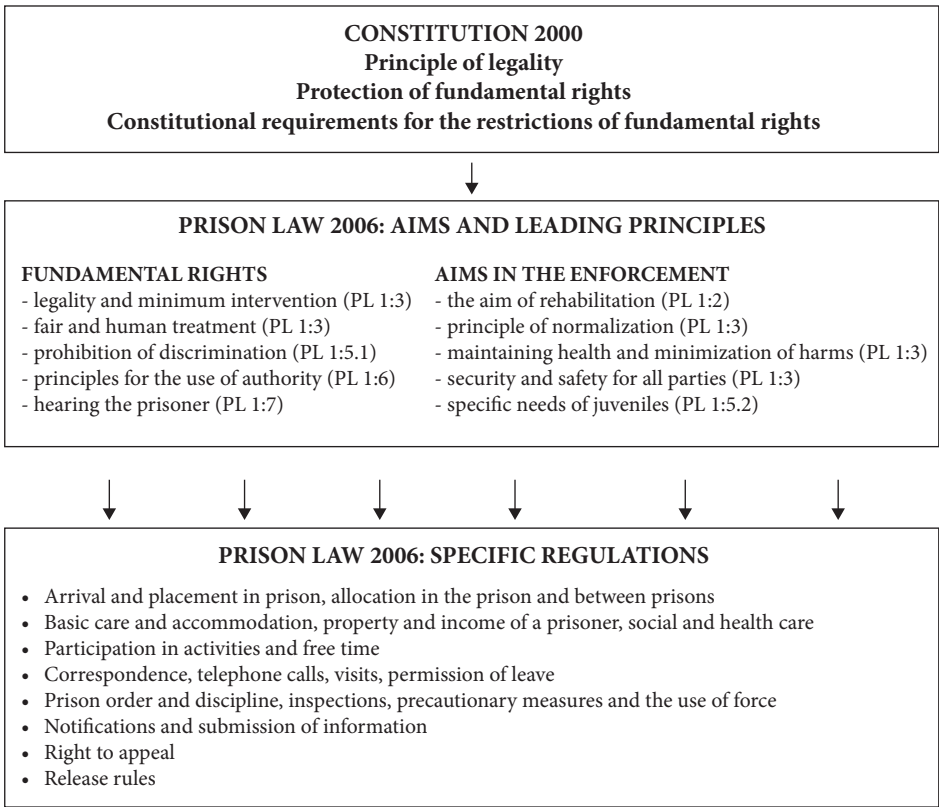 CONSTITUTION 2000
Principle of legality
Protection of fundamental rights
Constitutional requirements for the restrictions of fundamental rights
PRISON LAW 2006: AIMS AND LEADING PRINCIPLES
FUNDAMENTAL RIGHTS
- legality and minimum intervention (PL 1:3)
- fair and human treatment (PL 1:3)
- prohibition of discrimination (PL 1:5.1)
- principles for the use of authority (PL 1:6)
- hearing the prisoner (PL 1:7)
AIMS IN THE ENFORCEMENT
- the aim of rehabilitation (PL 1:2)
- principle of normalization (PL 1:3)
- maintaining health and minimization of harms (PL 1:3)
- security and safety for all parties (PL 1:3)
- specific needs of juveniles (PL 1:5.2)
PRISON LAW 2006: SPECIFIC REGULATIONS
• Arrival and placement in prison, allocation in the prison and between prisons
• Basic care and accommodation, property and income of a prisoner, social and health care
• Participation in activities and free time
• Correspondence, telephone calls, visits, permission of leave
• Prison order and discipline, inspections, precautionary measures and the use of force
• Notifications and submission of information
• Right to appeal
• Release rules